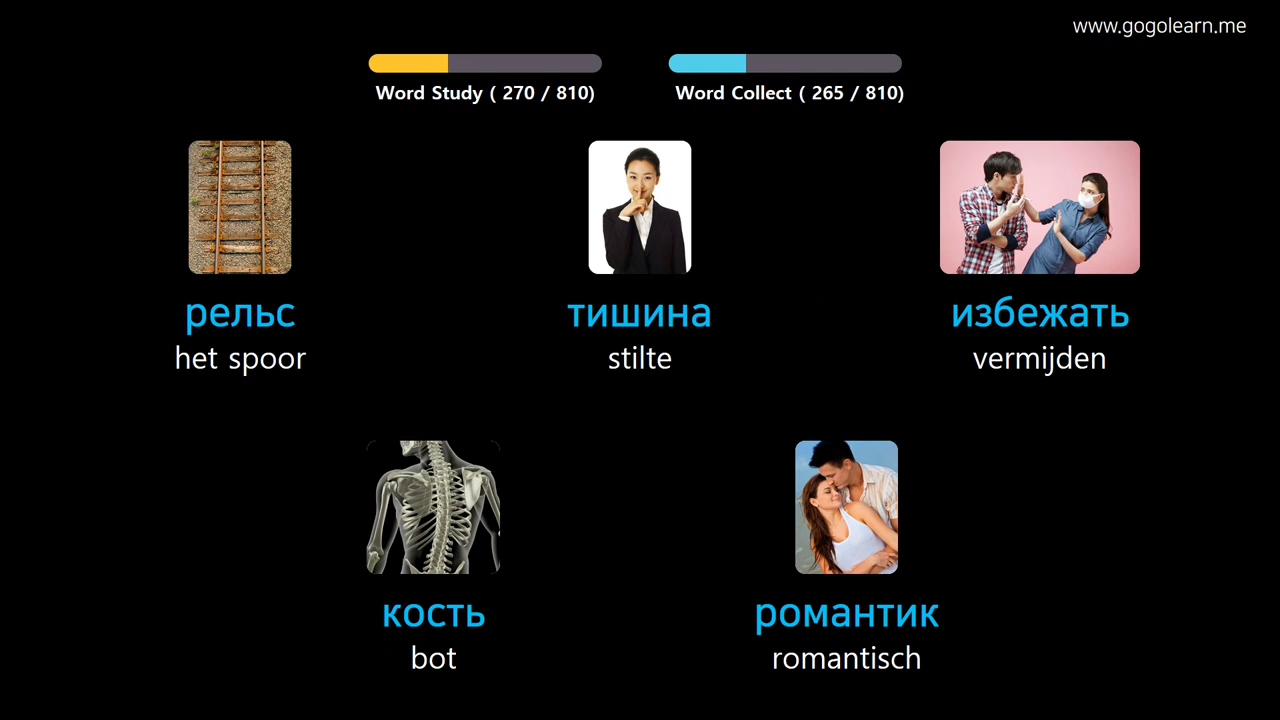 www.gogolearn.me
Word Study ( 270 / 810)
Word Collect ( 265 / 810)
рельс
het spoor
тишина
stilte
избежать
vermijden
кость
bot
романтик
romantisch